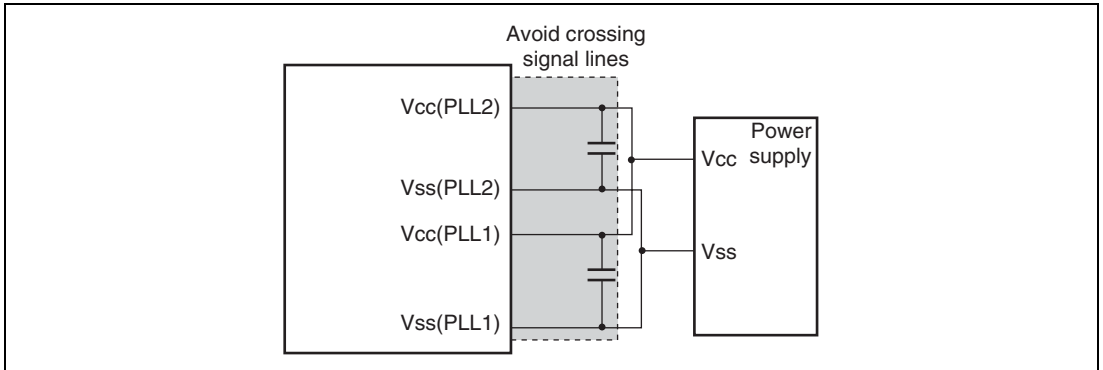 Avoid crossing
signal lines
Vcc(PLL2)
Vss(PLL2)
Vcc(PLL1)
Vss(PLL1)
Power
supply
Vcc
Vss